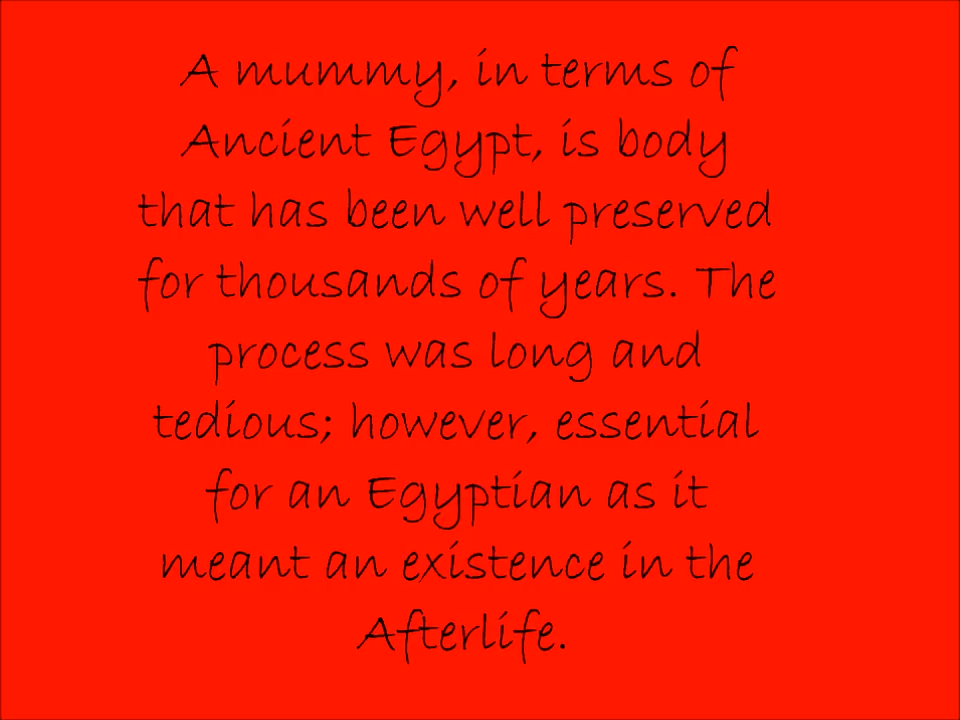 A mummy, in terms of
Ancient Egypt, is body
that has been well preserved
for thousands of years. The
process was long and
tedious; however, essential
for an Egyptian as it
meant an existence in the
Afterlife.